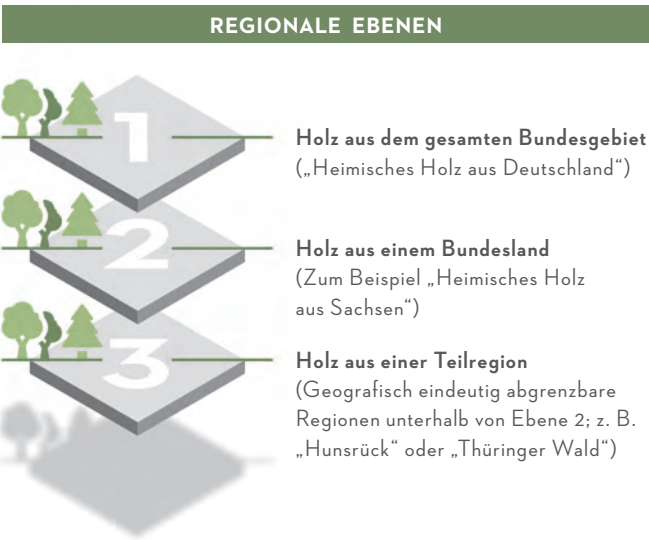 REGIONALE EBENEN
1
Holz aus dem gesamten Bundesgebiet
(„Heimisches Holz aus Deutschland“)
2
Holz aus einem Bundesland
(Zum Beispiel „Heimisches Holz
aus Sachsen“)
3
Holz aus einer Teilregion
(Geografisch eindeutig abgrenzbare
Regionen unterhalb von Ebene 2; z. B.
„Hunsrück“ oder „Thüringer Wald“)